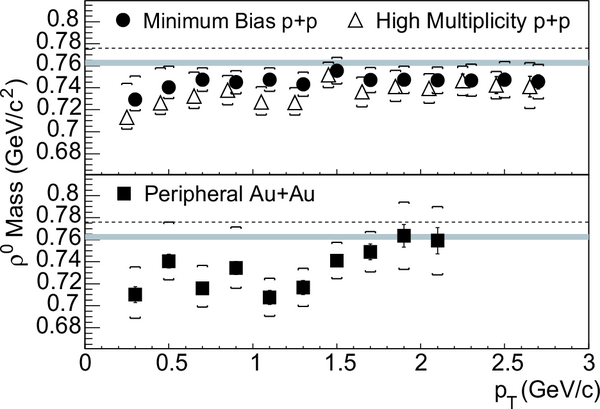 Minimum Bias p+p High Multiplicity p+p
0.8
0.78
0.76
0.74
0.72
0.7
0.68
Peripheral Au+Au
0.8
0.78
0.76
0.74
0.72
0.7
0.68
ρ⁰ Mass (GeV/c²)
0 0.5 1 1.5 2 2.5 3
p_T (GeV/c)